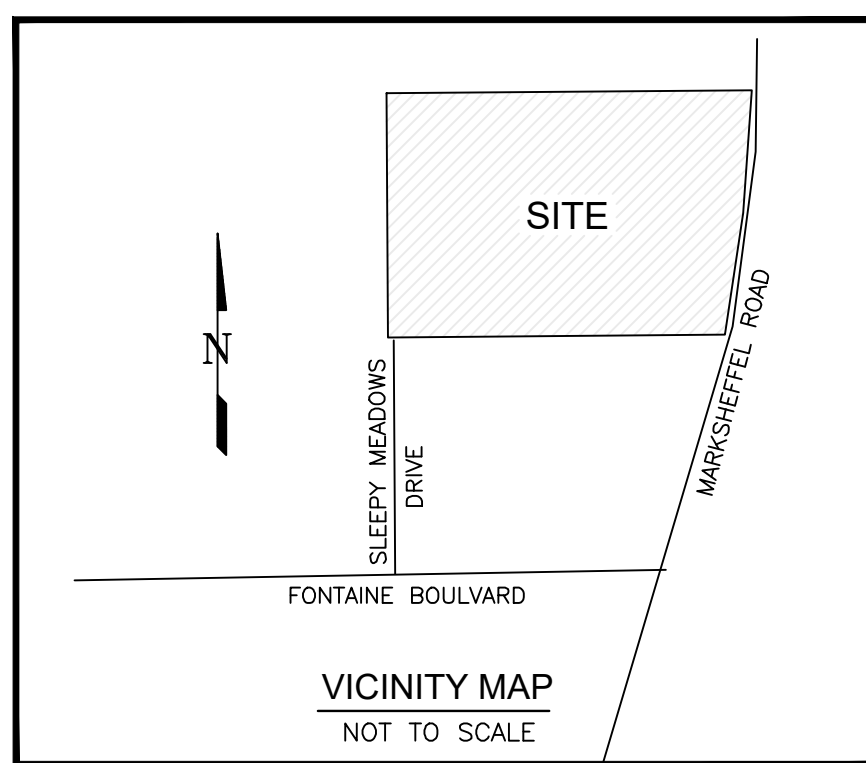 SITE
N
MARKSHEFFEL ROAD
SLEEPY MEADOWS
DRIVE
FONTAINE BOULVARD
VICINITY MAP
NOT TO SCALE